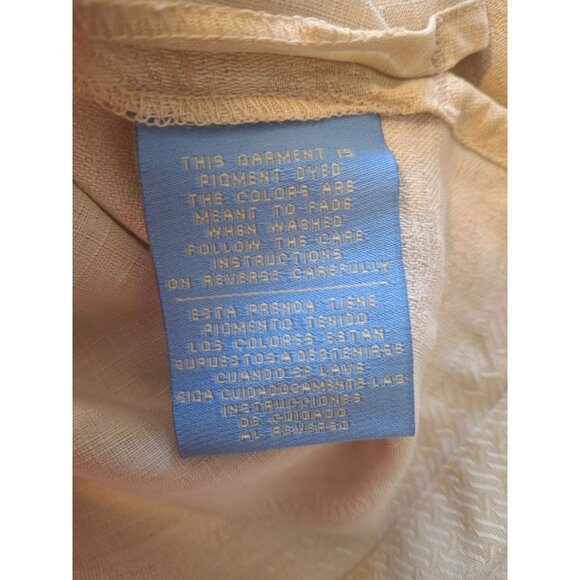 THIS GARMENT IS
PIGMENT DYED
THE COLORS ARE
MEANT TO FADE
WHEN WASHED
FOLLOW THE CARE
INSTRUCTIONS
ON REVERSE CAREFULLY
ESTA PRENDA TIENE
PIGMENTO TENIDO
LOS COLORES ESTAN
SUPUESTOS A DESTENIRSE
CUANDO SE LAVE
SIGA CUIDADOCAMENTE LAS
INSTRUCCIONES
DE CUIDADO
AL REVERSO